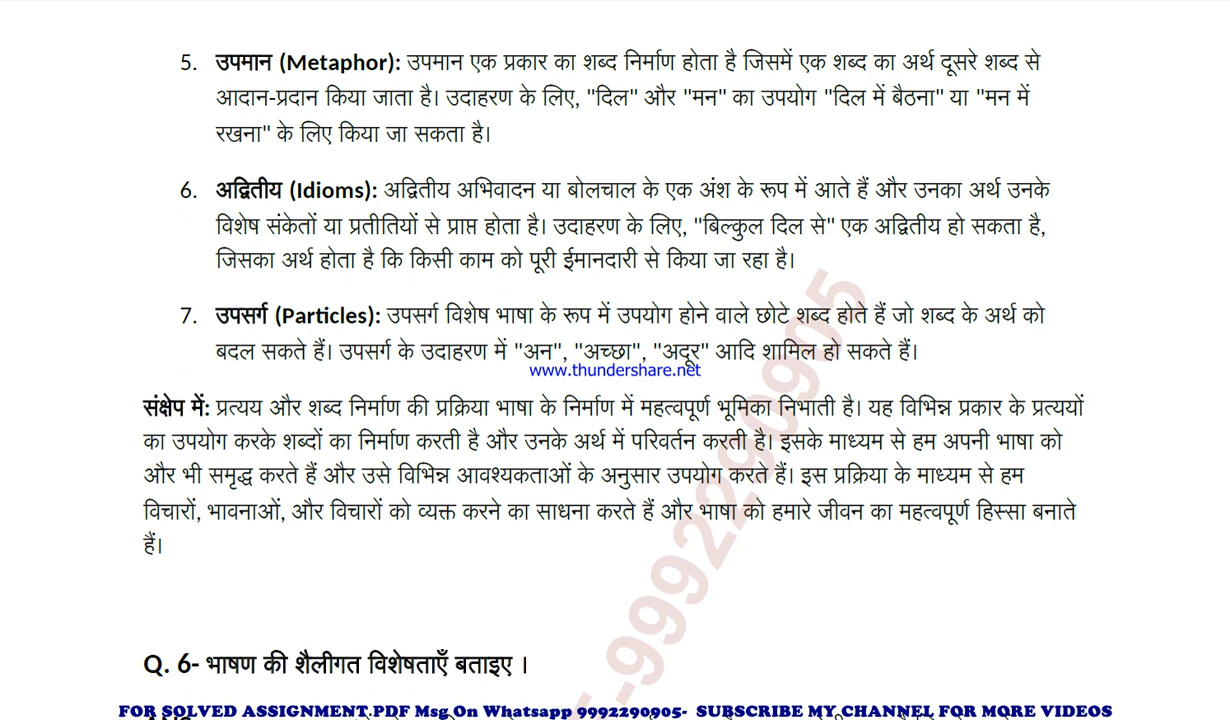 5. उपमान (Metaphor): उपमान एक प्रकार का शब्द निर्माण होता है जिसमें एक शब्द का अर्थ दूसरे शब्द से
आदान-प्रदान किया जाता है। उदाहरण के लिए, "दिल" और "मन" का उपयोग "दिल में बैठना" या "मन में
रखना" के लिए किया जा सकता है।
6. अद्वितीय (Idioms): अद्वितीय अभिवादन या बोलचाल के एक अंश के रूप में आते हैं और उनका अर्थ उनके
विशेष संकेतों या प्रतीतियों से प्राप्त होता है। उदाहरण के लिए, "बिल्कुल दिल से" एक अद्वितीय हो सकता है,
जिसका अर्थ होता है कि किसी काम को पूरी ईमानदारी से किया जा रहा है।
7. उपसर्ग (Particles): उपसर्ग विशेष भाषा के रूप में उपयोग होने वाले छोटे शब्द होते हैं जो शब्द के अर्थ को
बदल सकते हैं। उपसर्ग के उदाहरण में "अन", "अच्छा", "अदूर" आदि शामिल हो सकते हैं।
www.thundershare.net
संक्षेप में: प्रत्यय और शब्द निर्माण की प्रक्रिया भाषा के निर्माण में महत्वपूर्ण भूमिका निभाती है। यह विभिन्न प्रकार के प्रत्ययों
का उपयोग करके शब्दों का निर्माण करती है और उनके अर्थ में परिवर्तन करती है। इसके माध्यम से हम अपनी भाषा को
और भी समृद्ध करते हैं और उसे विभिन्न आवश्यकताओं के अनुसार उपयोग करते हैं। इस प्रक्रिया के माध्यम से हम
विचारों, भावनाओं, और विचारों को व्यक्त करने का साधना करते हैं और भाषा को हमारे जीवन का महत्वपूर्ण हिस्सा बनाते
हैं।
-9992290905
Q. 6- भाषण की शैलीगत विशेषताएँ बताइए ।
FOR SOLVED ASSIGNMENT.PDF Msg On Whatsapp 9992290905- SUBSCRIBE MY CHANNEL FOR MORE VIDEOS